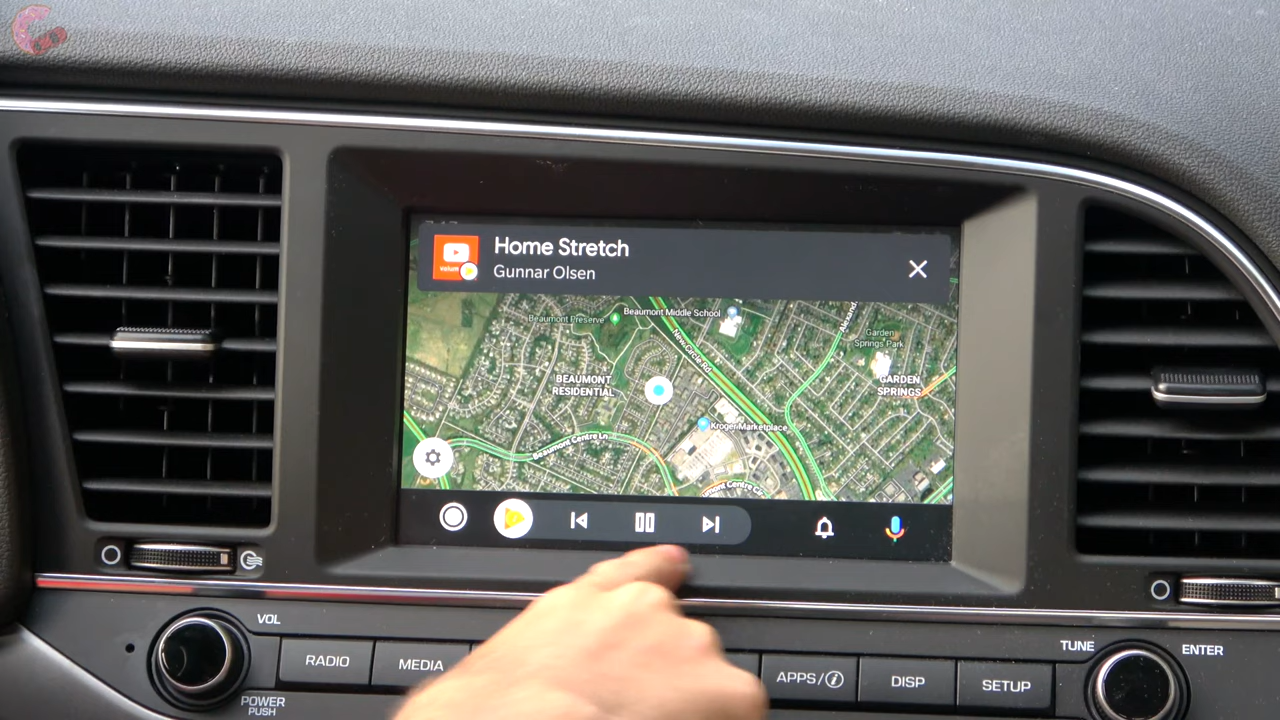 Home Stretch
Gunnar Olsen
Beaumont Preserve
Beaumont Middle School
New Circle Rd
Garden
Springs Park
BEAUMONT
RESIDENTIAL
GARDEN
SPRINGS
Kroger Marketplace
Beaumont Centre Ln
VOL
RADIO
MEDIA
POWER
PUSH
APPS/i
DISP
SETUP
TUNE
ENTER